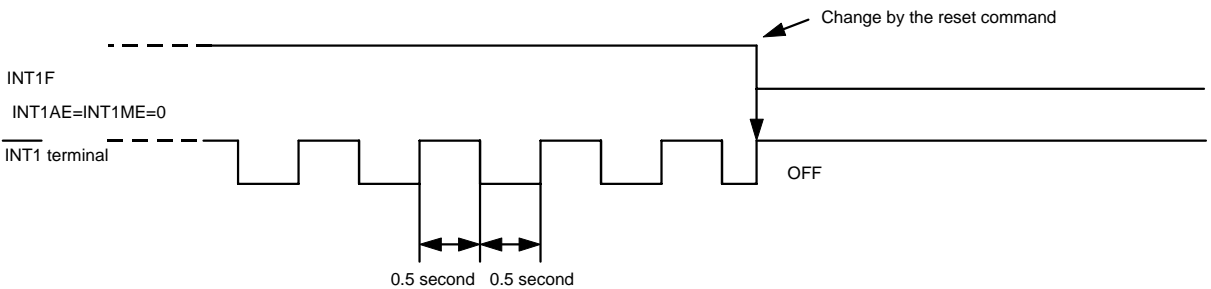 Change by the reset command
INT1F
INT1AE=INT1ME=0
INT1 terminal
OFF
0.5 second 0.5 second